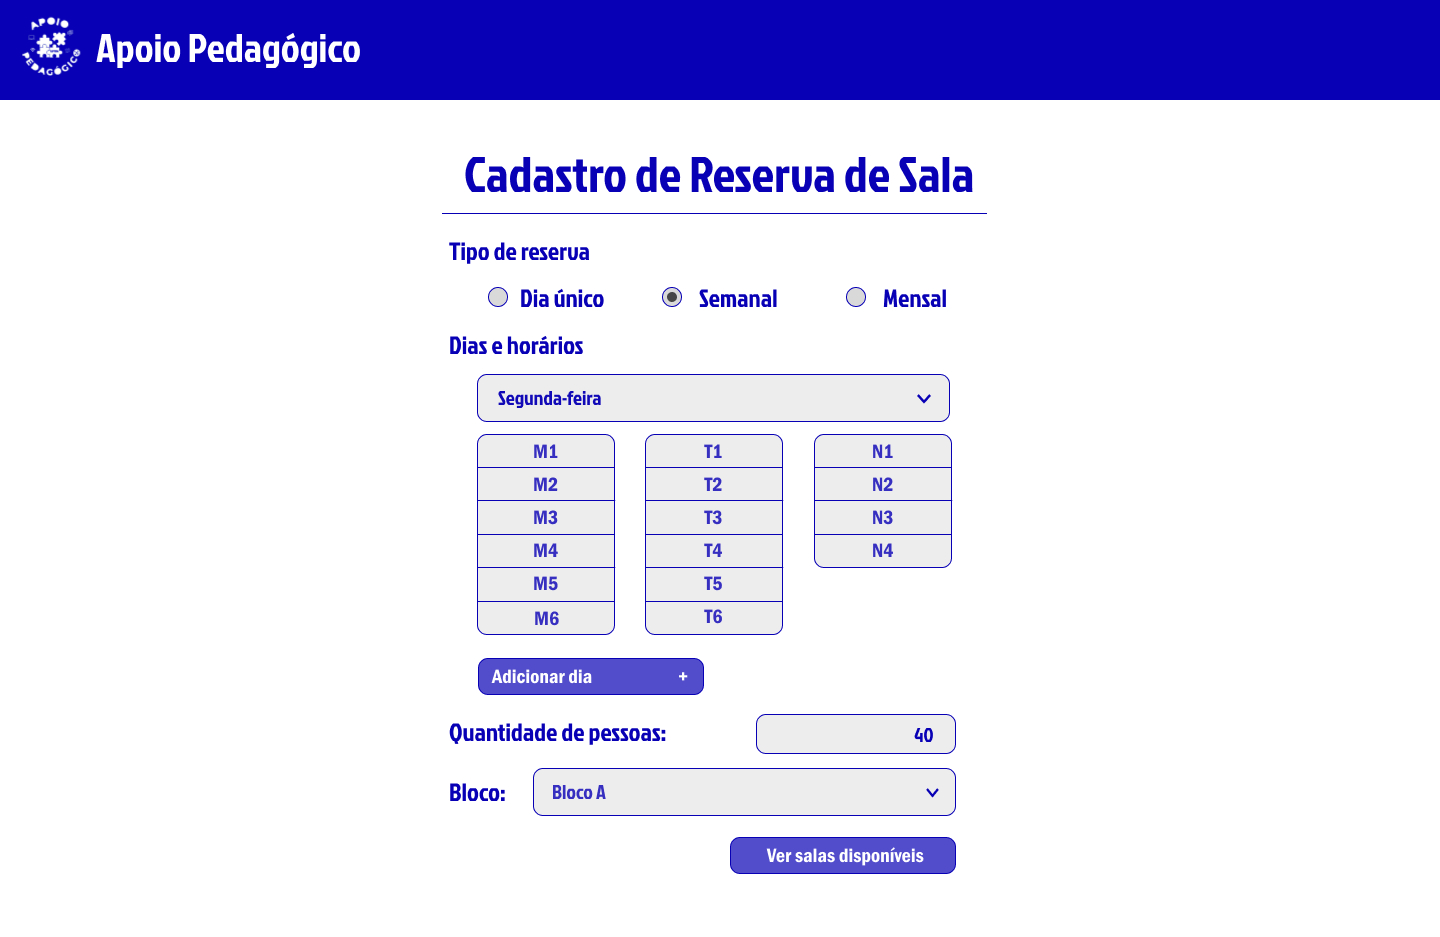 APOIO
PEDAGÓGICO
Apoio Pedagógico
Cadastro de Reserva de Sala
Tipo de reserva
Dia único Semanal Mensal
Dias e horários
Segunda-feira
M1 T1 N1
M2 T2 N2
M3 T3 N3
M4 T4 N4
M5 T5
M6 T6
Adicionar dia +
Quantidade de pessoas: 40
Bloco: Bloco A
Ver salas disponíveis